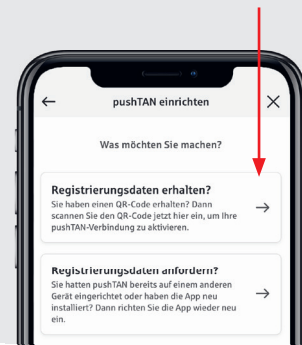 pushTAN einrichten
Was möchten Sie machen?
Registrierungsdaten erhalten?
Sie haben einen QR-Code erhalten? Dann
scannen Sie den QR-Code jetzt hier ein, um Ihre
pushTAN-Verbindung zu aktivieren.
Registrierungsdaten anfordern?
Sie hatten pushTAN bereits auf einem anderen
Gerät eingerichtet oder haben die App neu
installiert? Dann richten Sie die App wieder neu
ein.